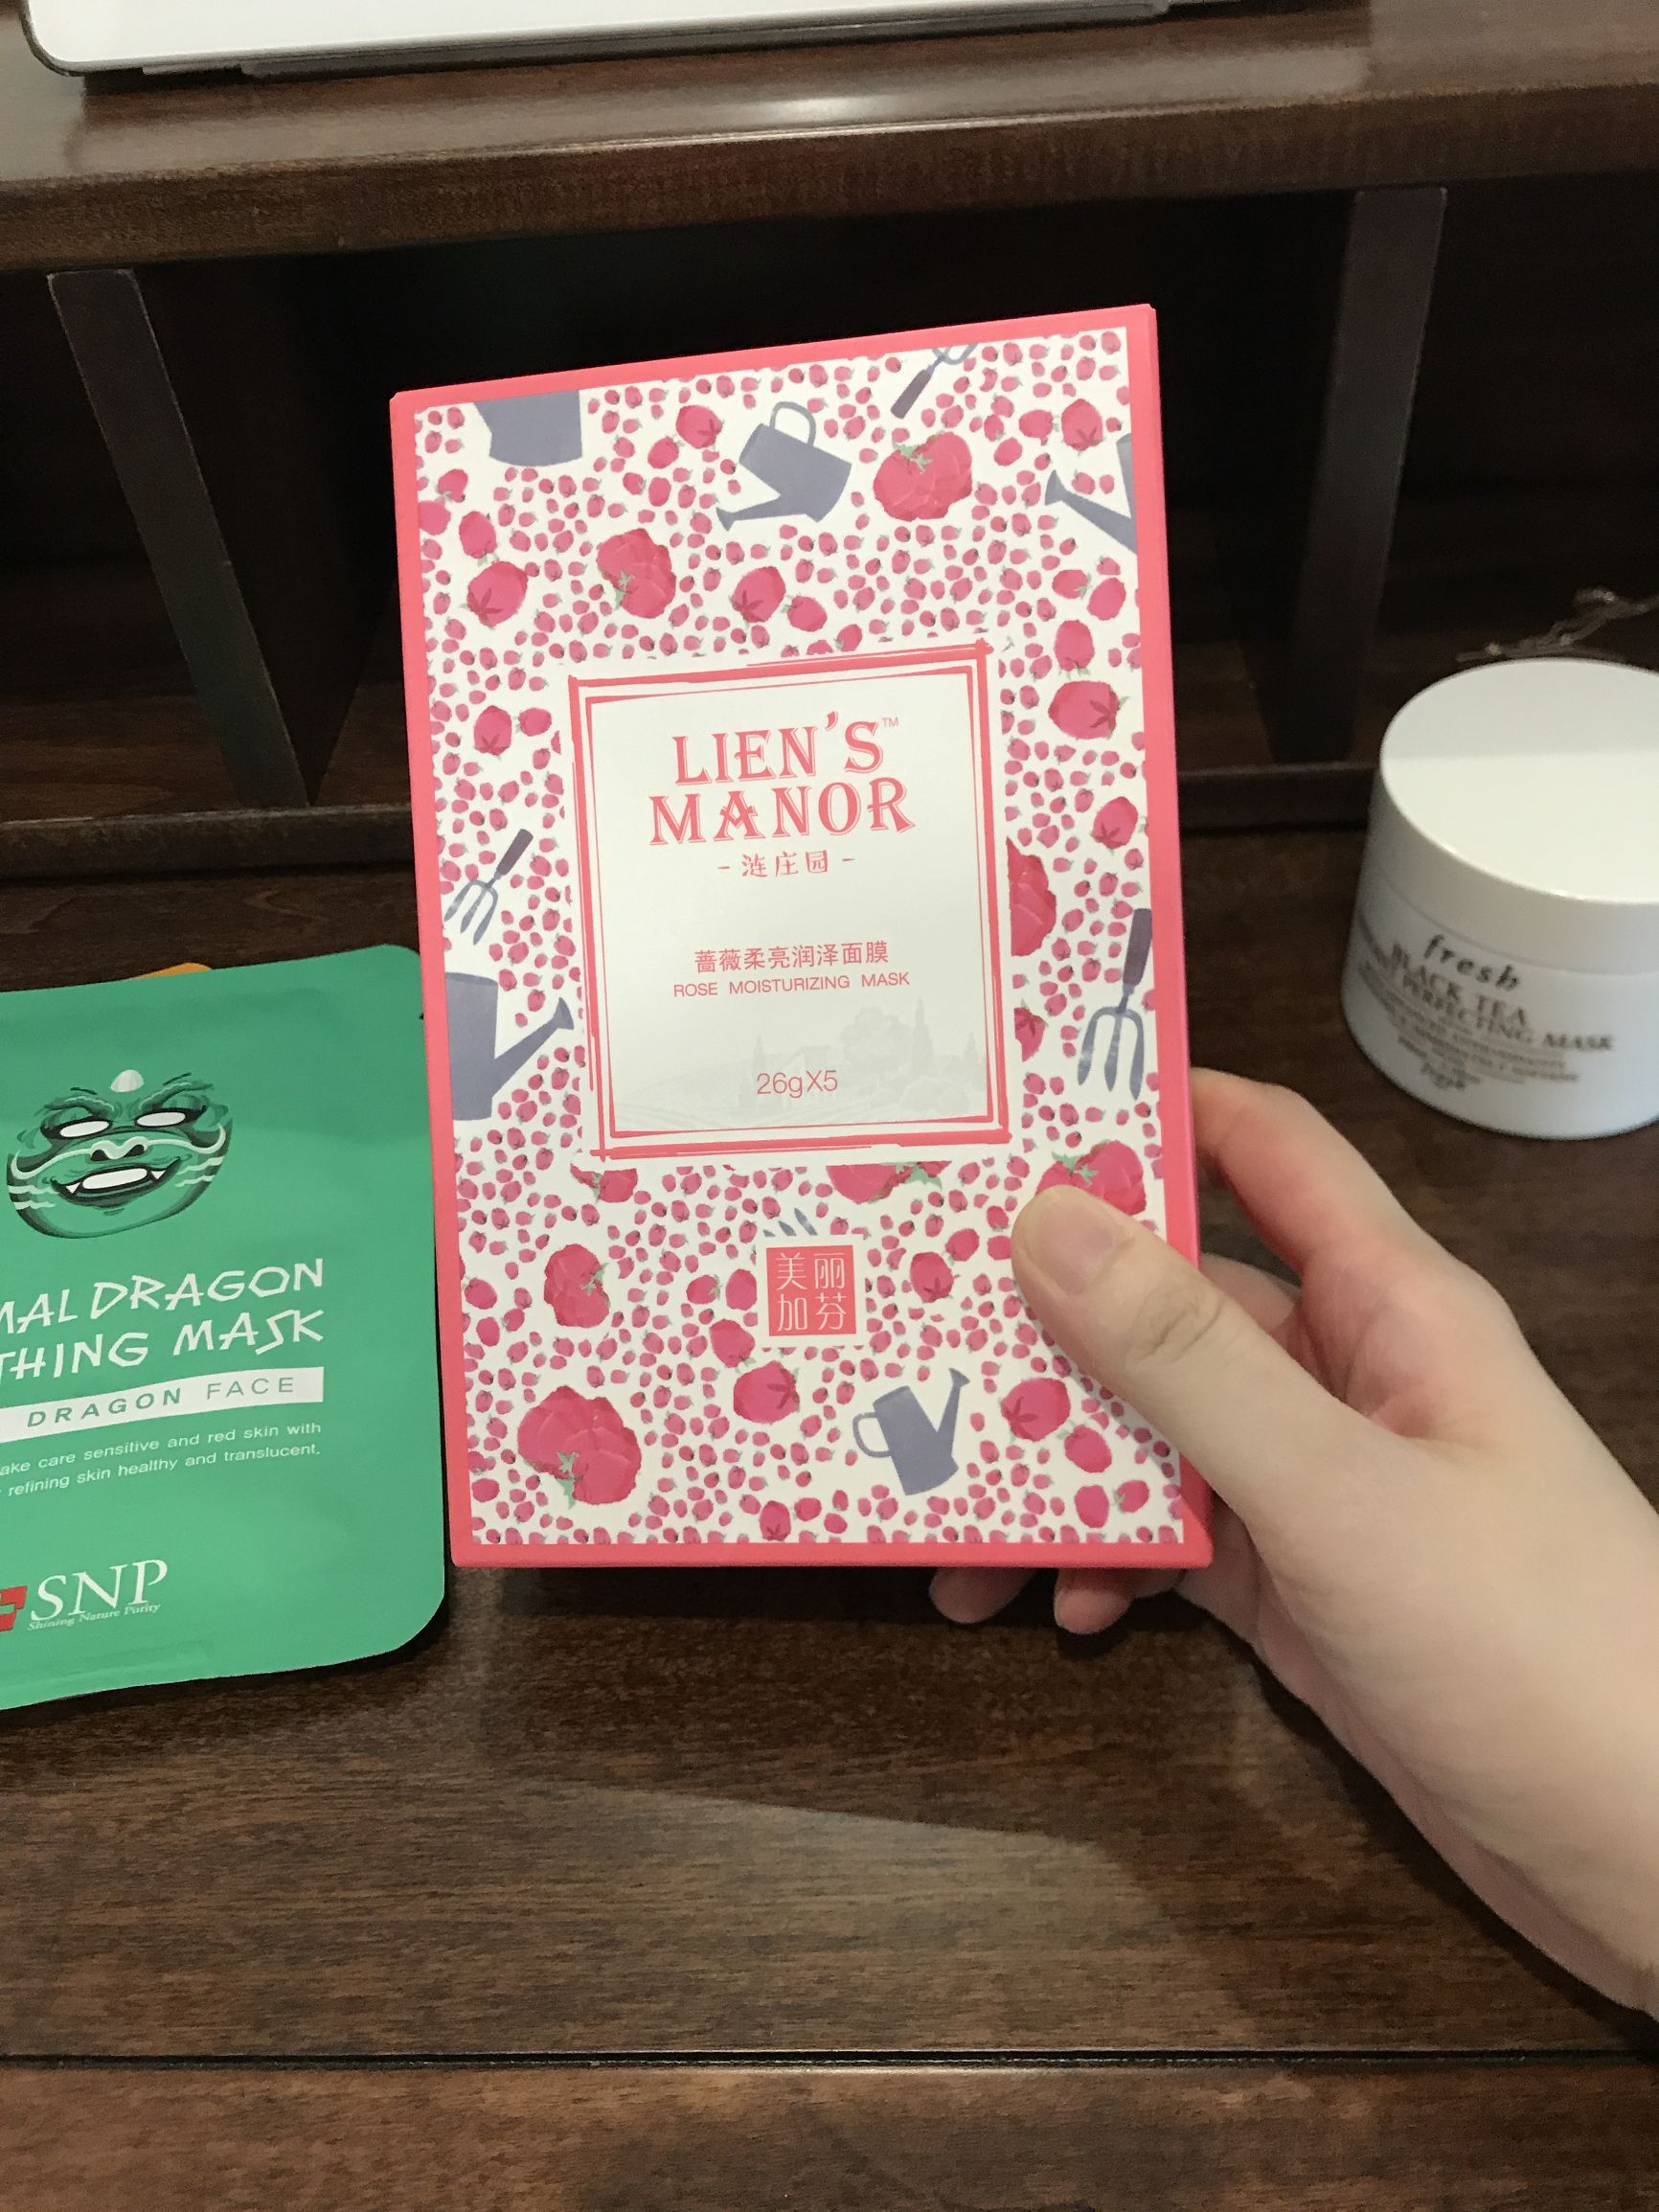 LIEN'S™
MANOR
-涟庄园-
蔷薇柔亮润泽面膜
ROSE MOISTURIZING MASK
26gX5
美丽
加芬
MAL DRAGON
THING MASK
DRAGON FACE
ake care sensitive and red skin with
refining skin healthy and translucent.
SNP
Shining Nature Purity
fresh
BLACK TEA
PERFECTING MASK